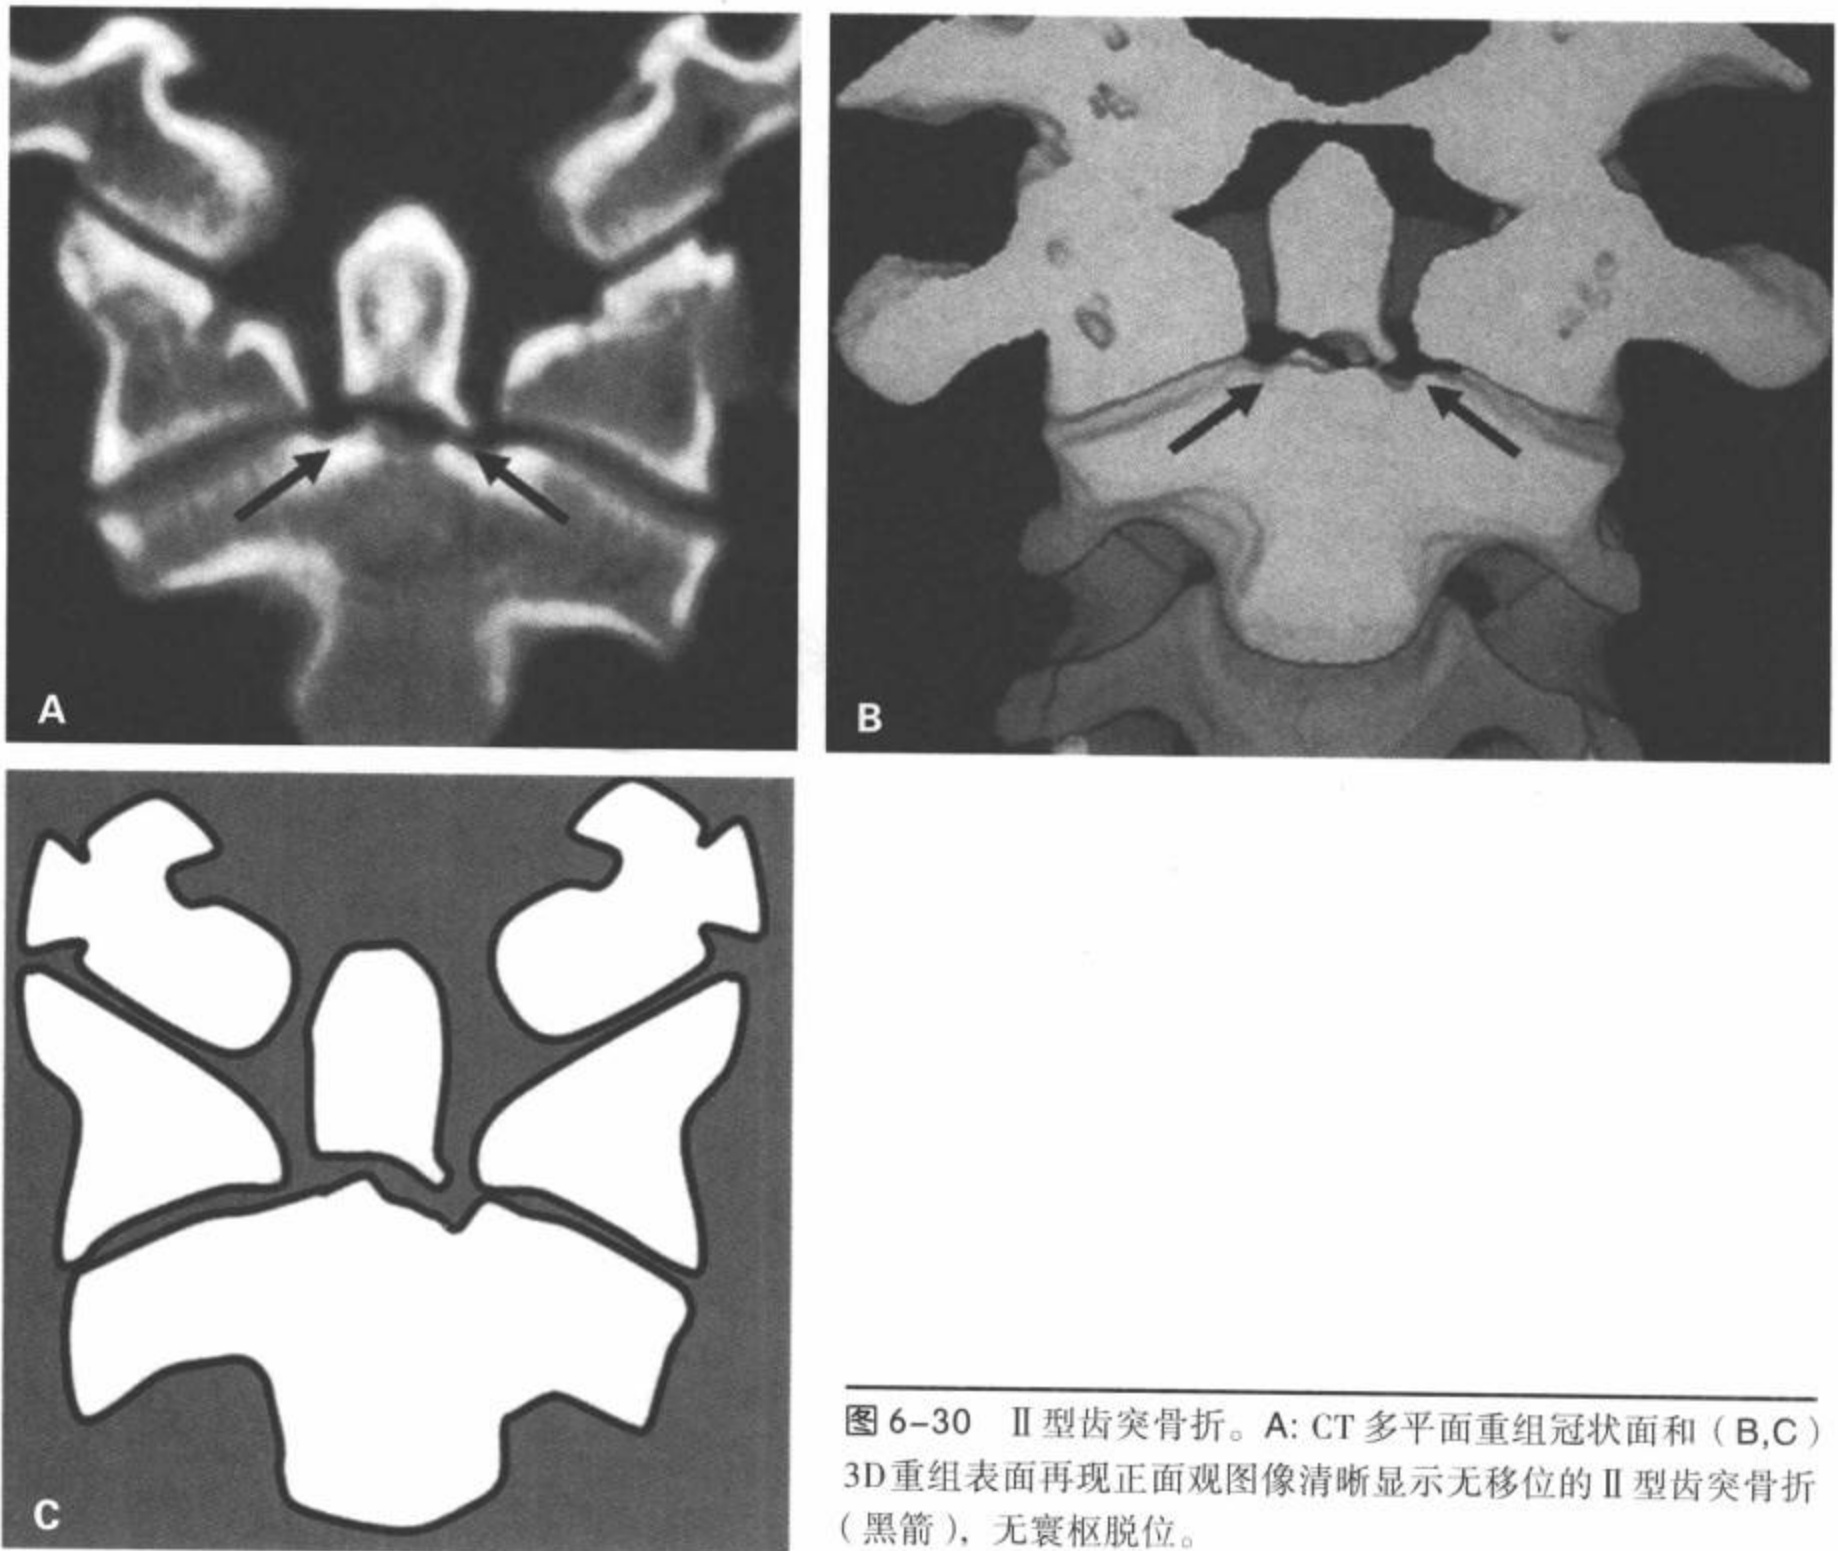 A
B
C
图 6-30 Ⅱ型齿突骨折。A: CT 多平面重组冠状面和（B,C）
3D重组表面再现正面观图像清晰显示无移位的Ⅱ型齿突骨折
（黑箭），无寰枢脱位。